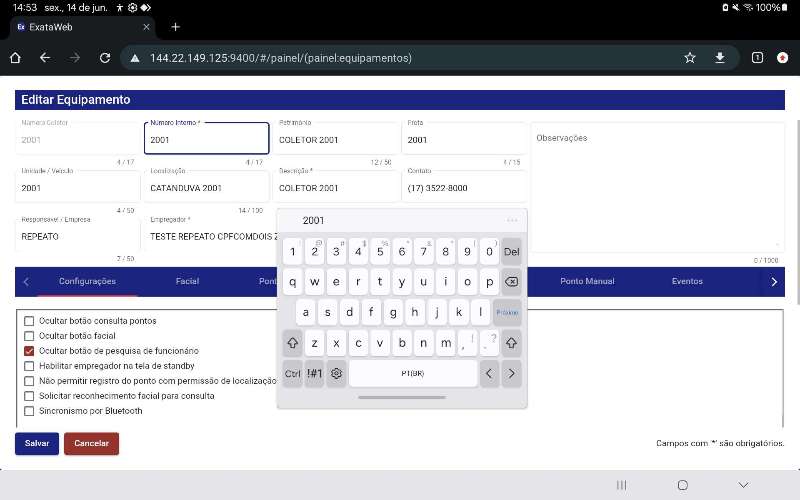 14:53 sex., 14 de jun.
100%
Ex ExataWeb
144.22.149.125:9400/#/painel/(painel:equipamentos)
1
Editar Equipamento
Número Coletor
2001
4 / 17
Número Interno *
2001
4 / 17
Patrimônio
COLETOR 2001
12 / 50
Frota
2001
4 / 15
Observações
0 / 1000
Unidade / Veículo
2001
4 / 50
Localização
CATANDUVA 2001
14 / 100
Descrição *
COLETOR 2001
Contato
(17) 3522-8000
Responsável / Empresa
REPEATO
7 / 50
Empregador *
TESTE REPEATO CPFCOMDOIS
Configurações
Facial
Ponto Manual
Eventos
Ocultar botão consulta pontos
Ocultar botão facial
Ocultar botão de pesquisa de funcionário
Habilitar empregador na tela de standby
Não permitir registro do ponto com permissão de localização
Solicitar reconhecimento facial para consulta
Sincronismo por Bluetooth
Salvar
Cancelar
Campos com '*' são obrigatórios.
2001
1 2 3 4 5 6 7 8 9 0 Del
q w e r t y u i o p
a s d f g h j k l Próximo
z x c v b n m , ! . ?
Ctrl !#1 PT(BR)